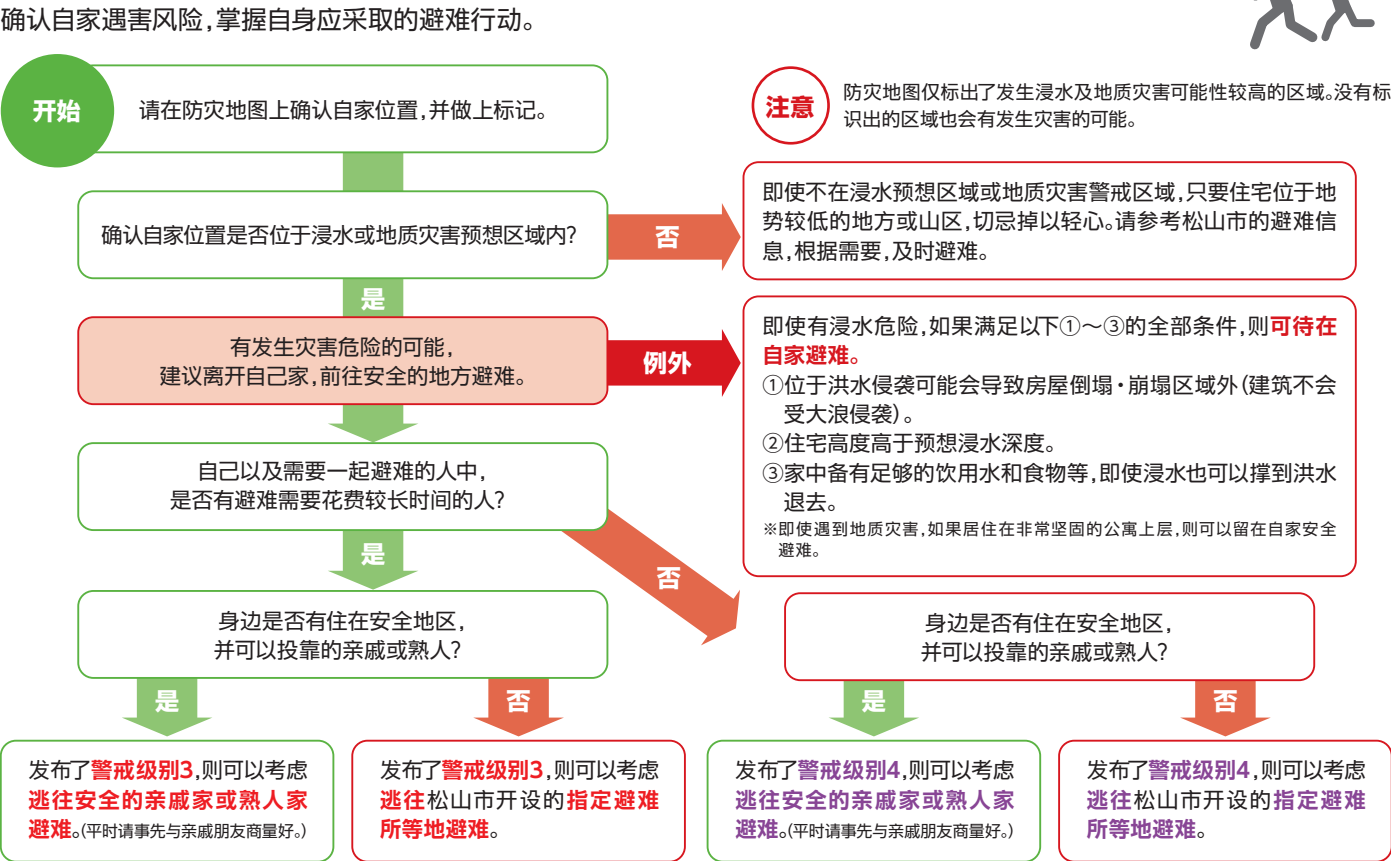 确认自家遇害风险,掌握自身应采取的避难行动。
开始
请在防灾地图上确认自家位置,并做上标记。
注意
防灾地图仅标出了发生浸水及地质灾害可能性较高的区域。没有标
识出的区域也会有发生灾害的可能。
确认自家位置是否位于浸水或地质灾害预想区域内?
否
即使不在浸水预想区域或地质灾害警戒区域,只要住宅位于地
势较低的地方或山区,切忌掉以轻心。请参考松山市的避难信
息,根据需要,及时避难。
是
有发生灾害危险的可能,
建议离开自己家,前往安全的地方避难。
例外
即使有浸水危险,如果满足以下①～③的全部条件,则可待在
自家避难。
①位于洪水侵袭可能会导致房屋倒塌・崩塌区域外(建筑不会
受大浪侵袭)。
②住宅高度高于预想浸水深度。
③家中备有足够的饮用水和食物等,即使浸水也可以撑到洪水
退去。
※即使遇到地质灾害,如果居住在非常坚固的公寓上层,则可以留在自家安全
避难。
自己以及需要一起避难的人中,
是否有避难需要花费较长时间的人?
是
否
身边是否有住在安全地区,
并可以投靠的亲戚或熟人?
身边是否有住在安全地区,
并可以投靠的亲戚或熟人?
是
否
是
否
发布了警戒级别3,则可以考虑
逃往安全的亲戚家或熟人家
避难。(平时请事先与亲戚朋友商量好。)
发布了警戒级别3,则可以考虑
逃往松山市开设的指定避难
所等地避难。
发布了警戒级别4,则可以考虑
逃往安全的亲戚家或熟人家
避难。(平时请事先与亲戚朋友商量好。)
发布了警戒级别4,则可以考虑
逃往松山市开设的指定避难
所等地避难。